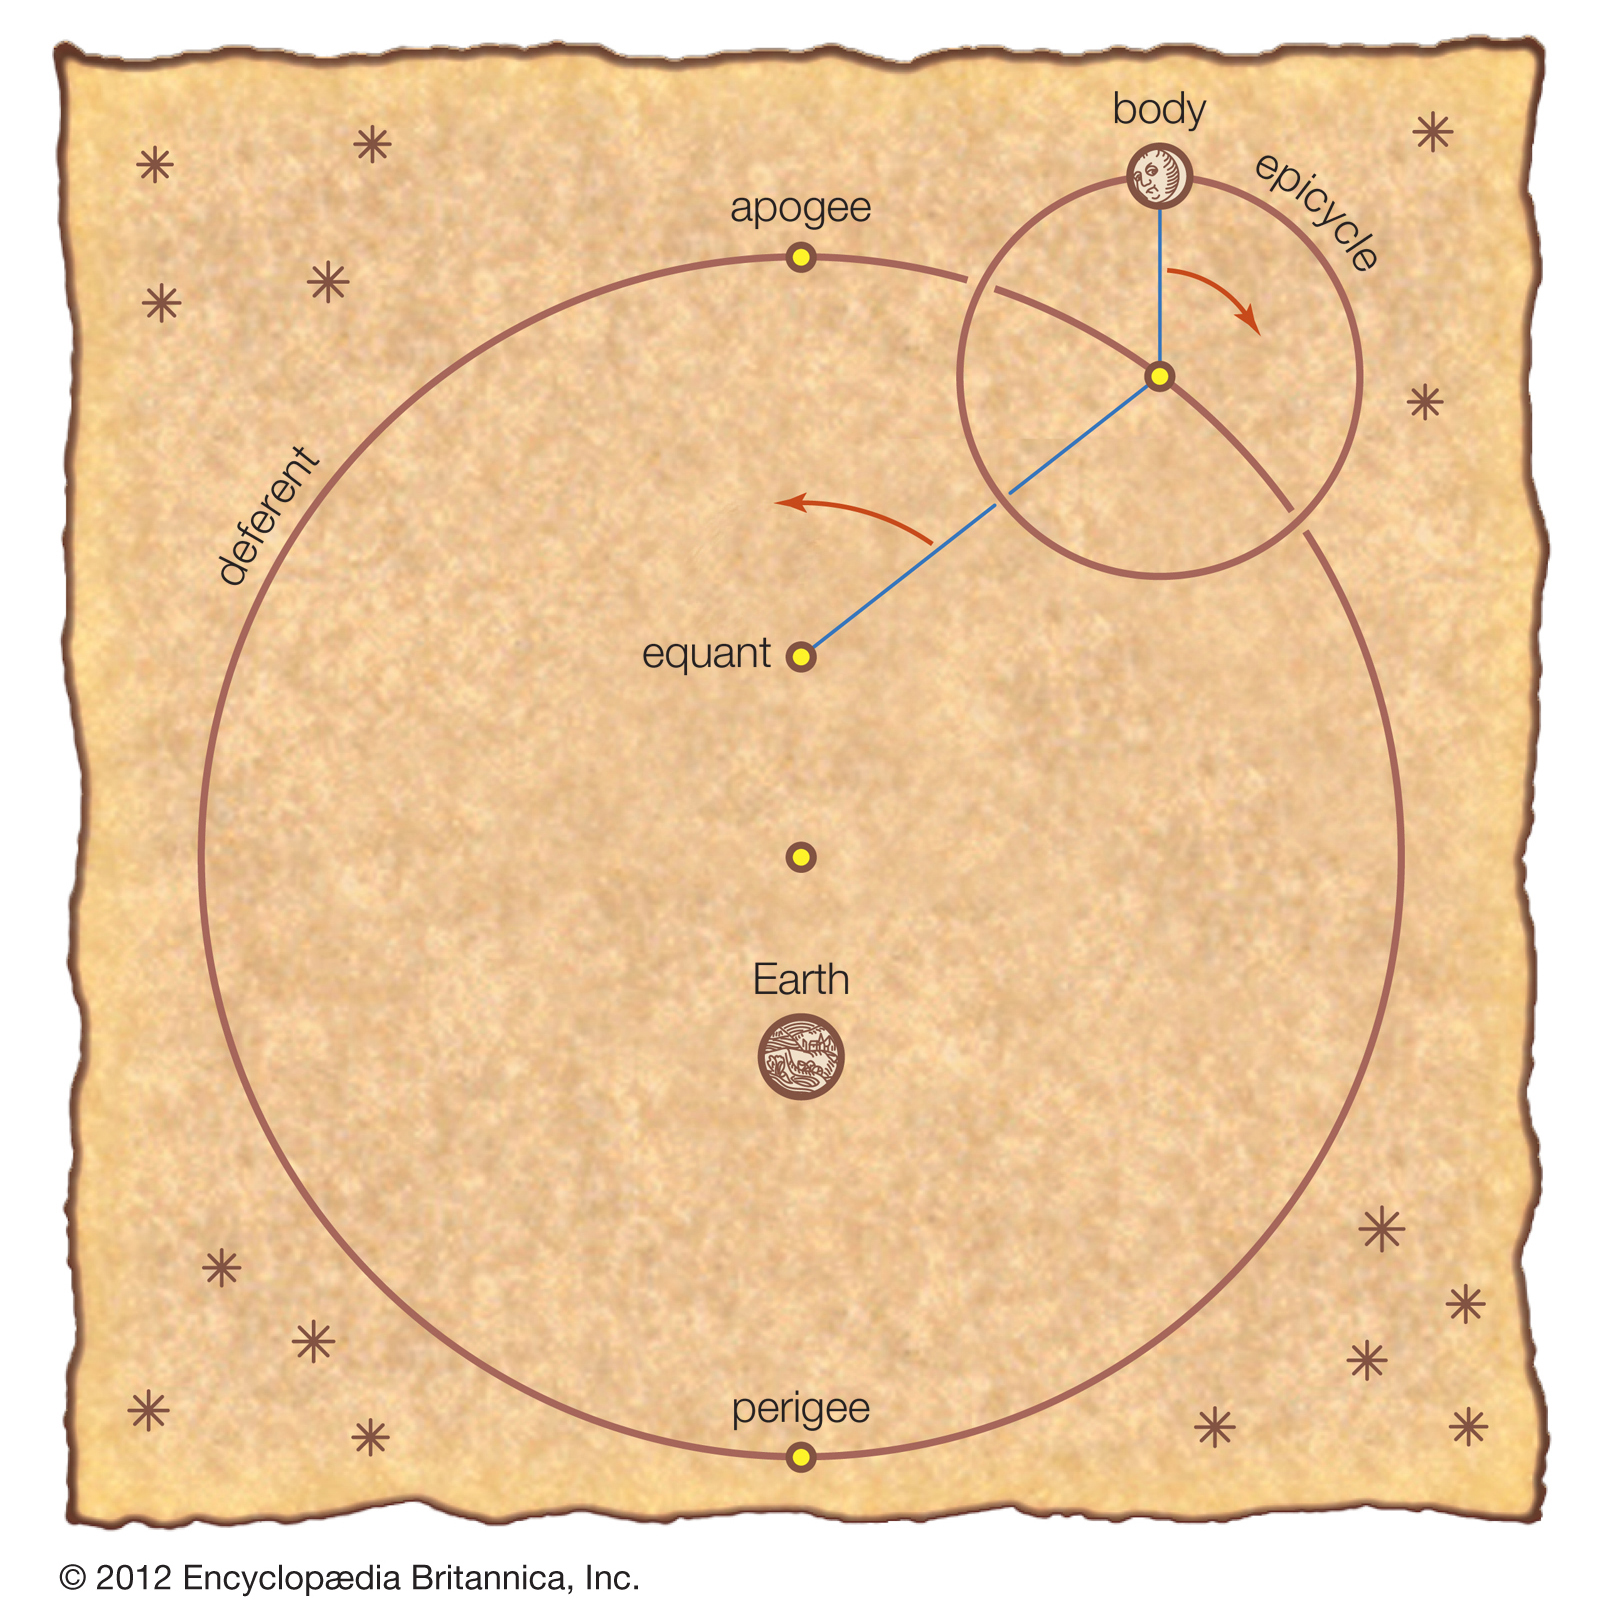 body
epicycle
apogee
deferent
equant
Earth
perigee
© 2012 Encyclopædia Britannica, Inc.